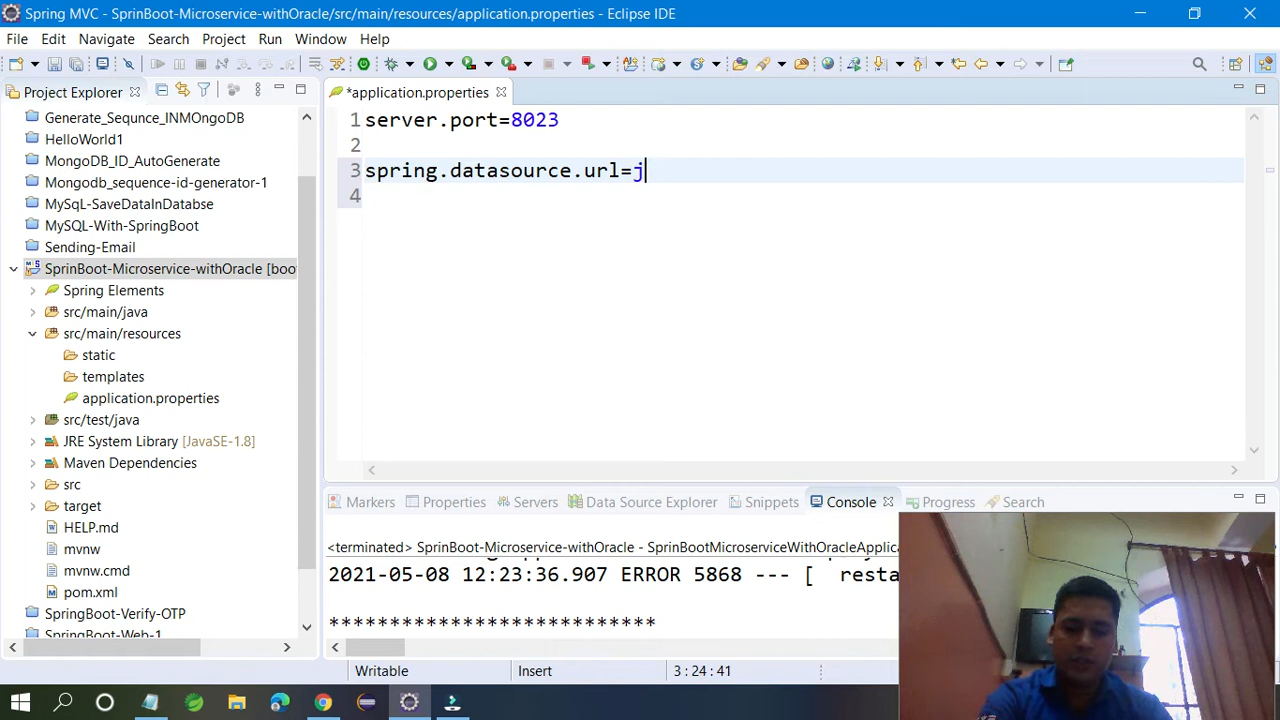 Spring MVC - SprinBoot-Microservice-withOracle/src/main/resources/application.properties - Eclipse IDE
File Edit Navigate Search Project Run Window Help
Project Explorer
Generate_Sequnce_INMOngoDB
HelloWorld1
MongoDB_ID_AutoGenerate
Mongodb_sequence-id-generator-1
MySqL-SaveDataInDatabse
MySQL-With-SpringBoot
Sending-Email
SprinBoot-Microservice-withOracle [boo
Spring Elements
src/main/java
src/main/resources
static
templates
application.properties
src/test/java
JRE System Library [JavaSE-1.8]
Maven Dependencies
src
target
HELP.md
mvnw
mvnw.cmd
pom.xml
SpringBoot-Verify-OTP
SpringBoot-Web-1
*application.properties
1 server.port=8023
2
3 spring.datasource.url=j
4
Markers Properties Servers Data Source Explorer Snippets Console Progress Search
<terminated> SprinBoot-Microservice-withOracle - SprinBootMicroserviceWithOracleApplica
2021-05-08 12:23:36.907 ERROR 5868 --- [ resta
***************************
Writable Insert 3 : 24 : 41